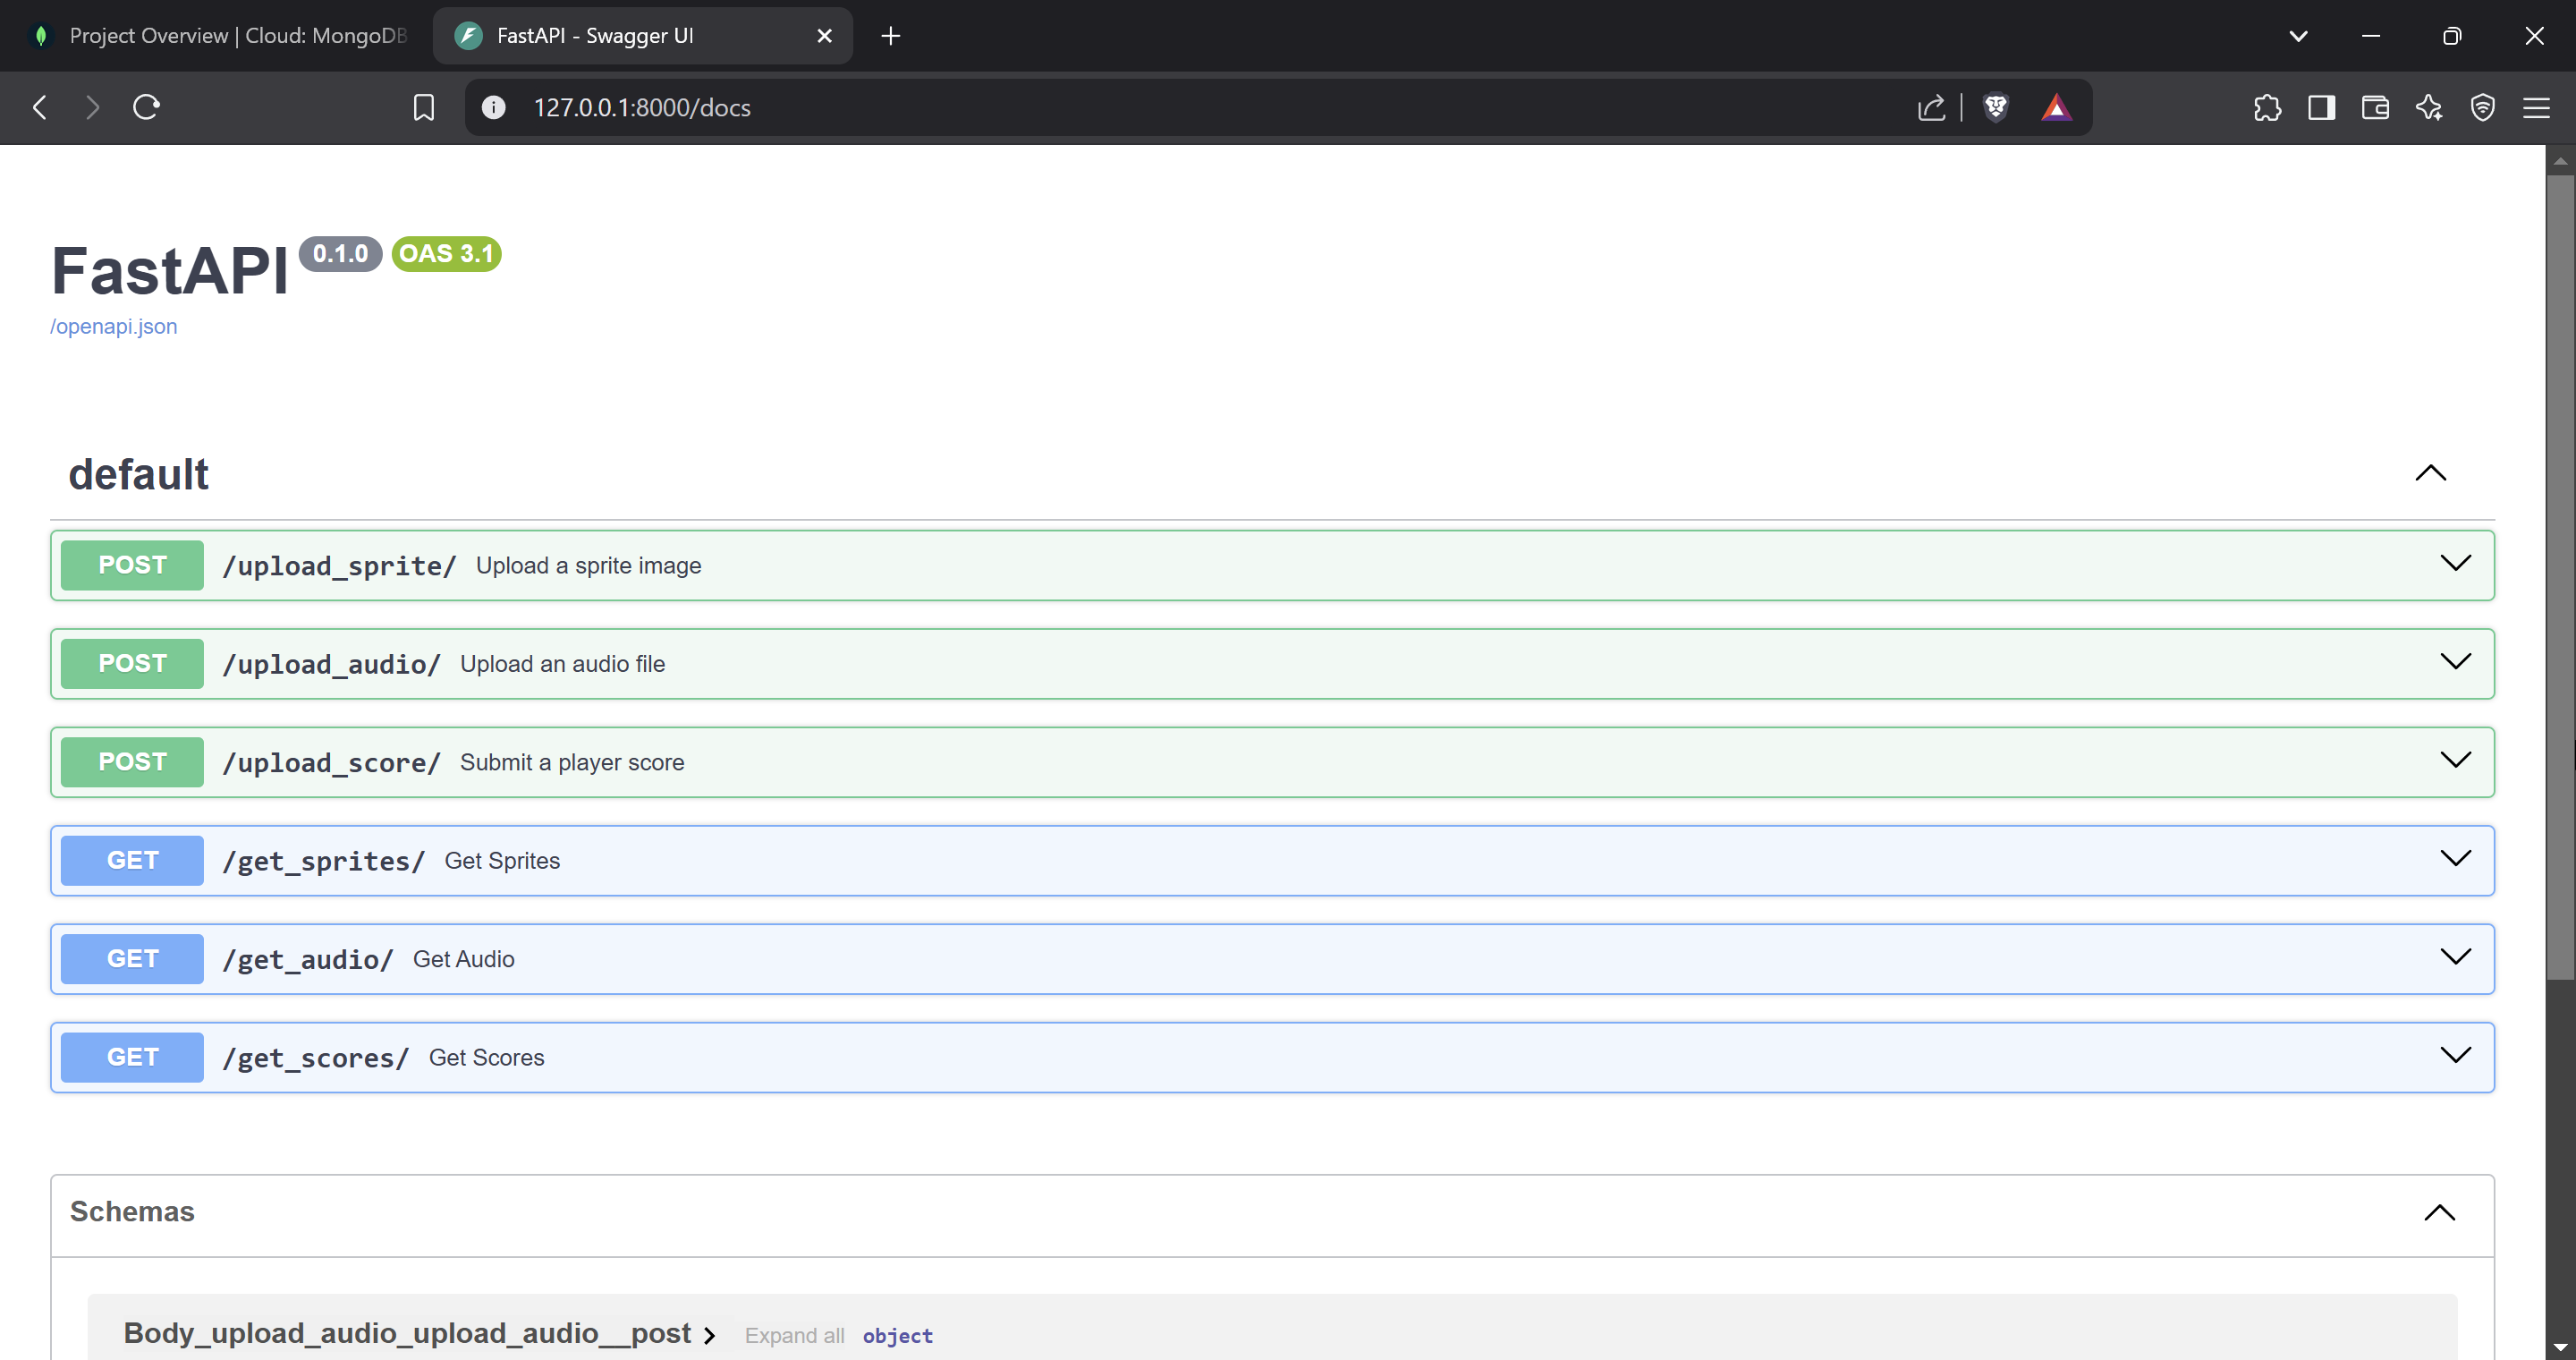 Project Overview | Cloud: MongoDB
FastAPI - Swagger UI
127.0.0.1:8000/docs
FastAPI 0.1.0 OAS 3.1
/openapi.json
default
POST /upload_sprite/ Upload a sprite image
POST /upload_audio/ Upload an audio file
POST /upload_score/ Submit a player score
GET /get_sprites/ Get Sprites
GET /get_audio/ Get Audio
GET /get_scores/ Get Scores
Schemas
Body_upload_audio_upload_audio__post Expand all object